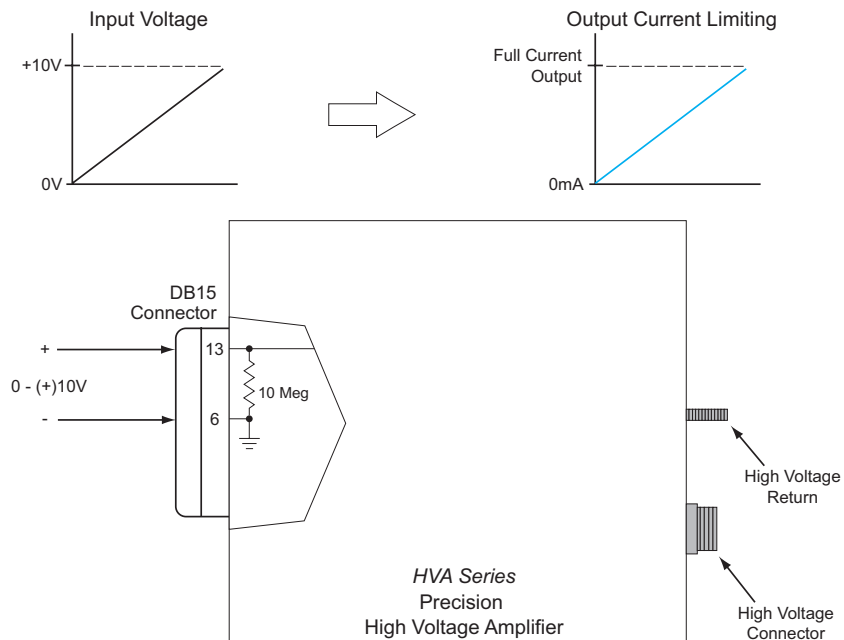 Input Voltage
Output Current Limiting
+10V
0V
Full Current
Output
0mA
DB15
Connector
+
13
0 - (+)10V
10 Meg
-
6
High Voltage
Return
HVA Series
Precision
High Voltage Amplifier
High Voltage
Connector